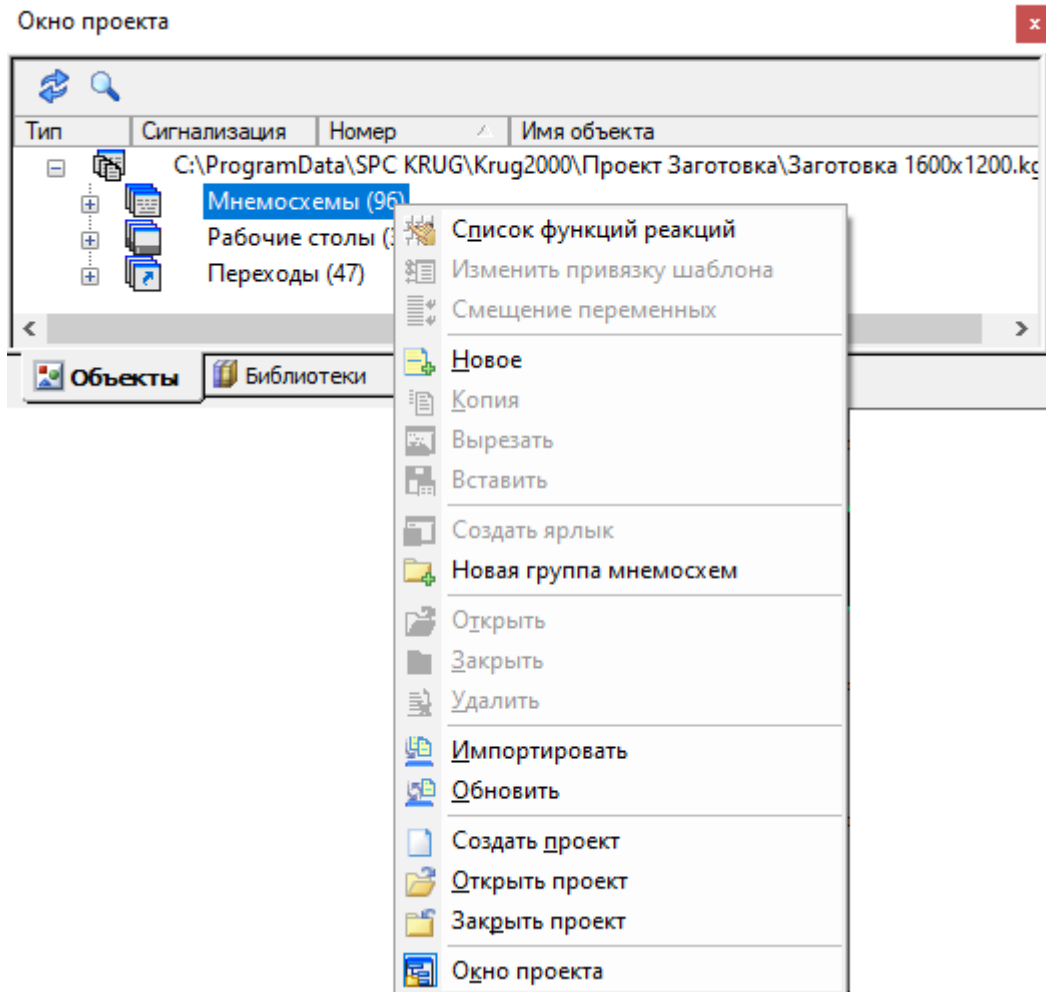 Окно проекта
Тип Сигнализация Номер Имя объекта
C:\ProgramData\SPC KRUG\Krug2000\Проект Заготовка\Заготовка 1600x1200.kg
Мнемосхемы (96)
Рабочие столы (
Переходы (47)
Объекты Библиотеки
Список функций реакций
Изменить привязку шаблона
Смещение переменных
Новое
Копия
Вырезать
Вставить
Создать ярлык
Новая группа мнемосхем
Открыть
Закрыть
Удалить
Импортировать
Обновить
Создать проект
Открыть проект
Закрыть проект
Окно проекта